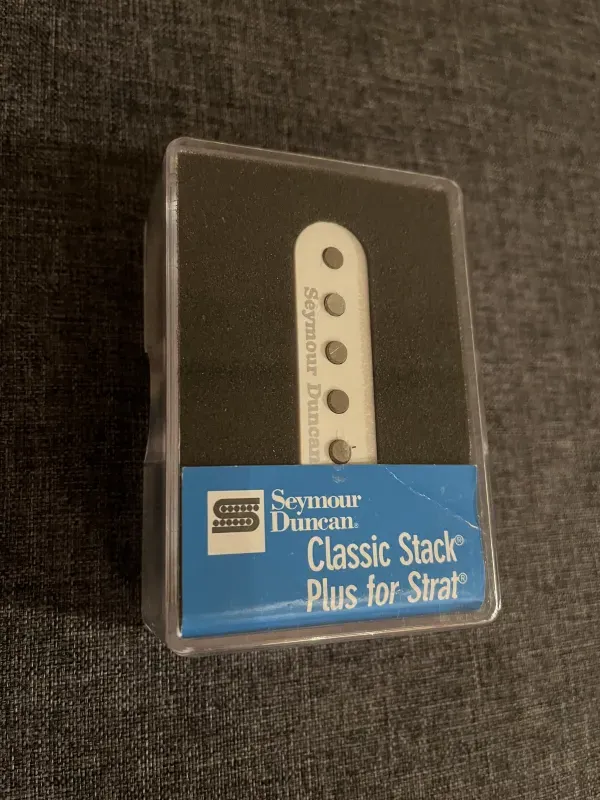 Seymour Duncan
Seymour
Duncan®
Classic Stack®
Plus for Strat®